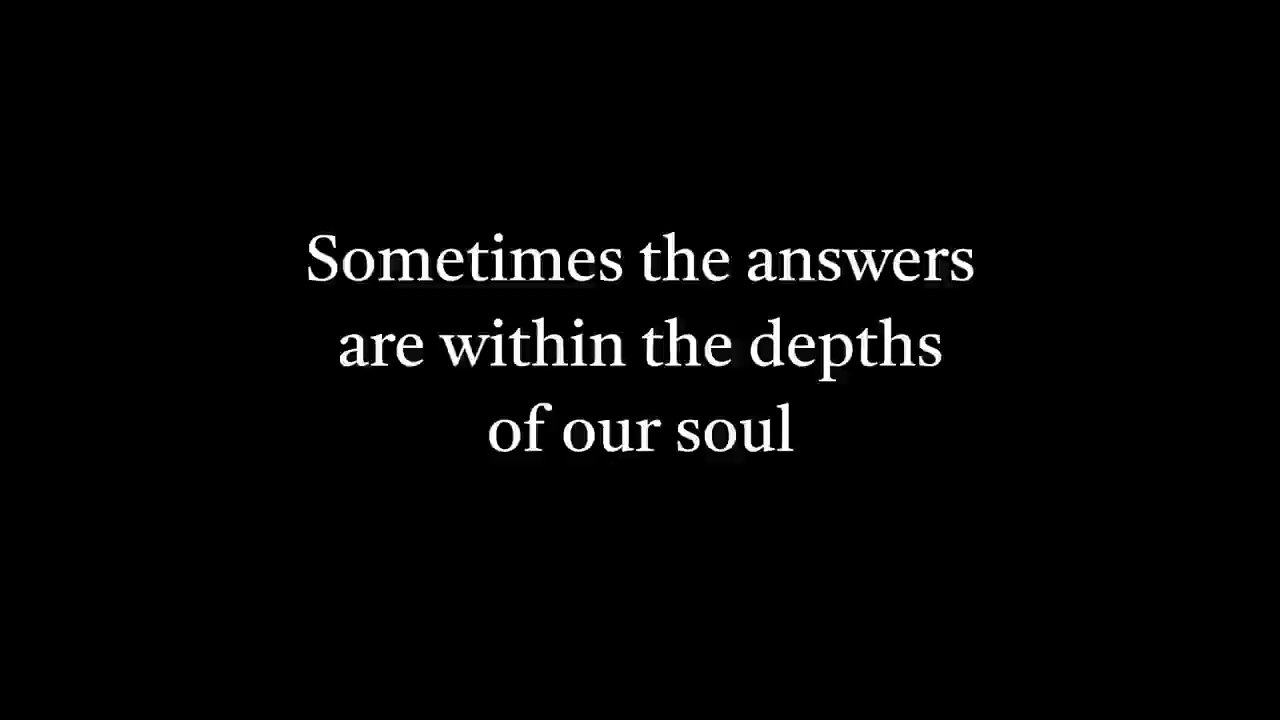 Sometimes the answers
are within the depths
of our soul